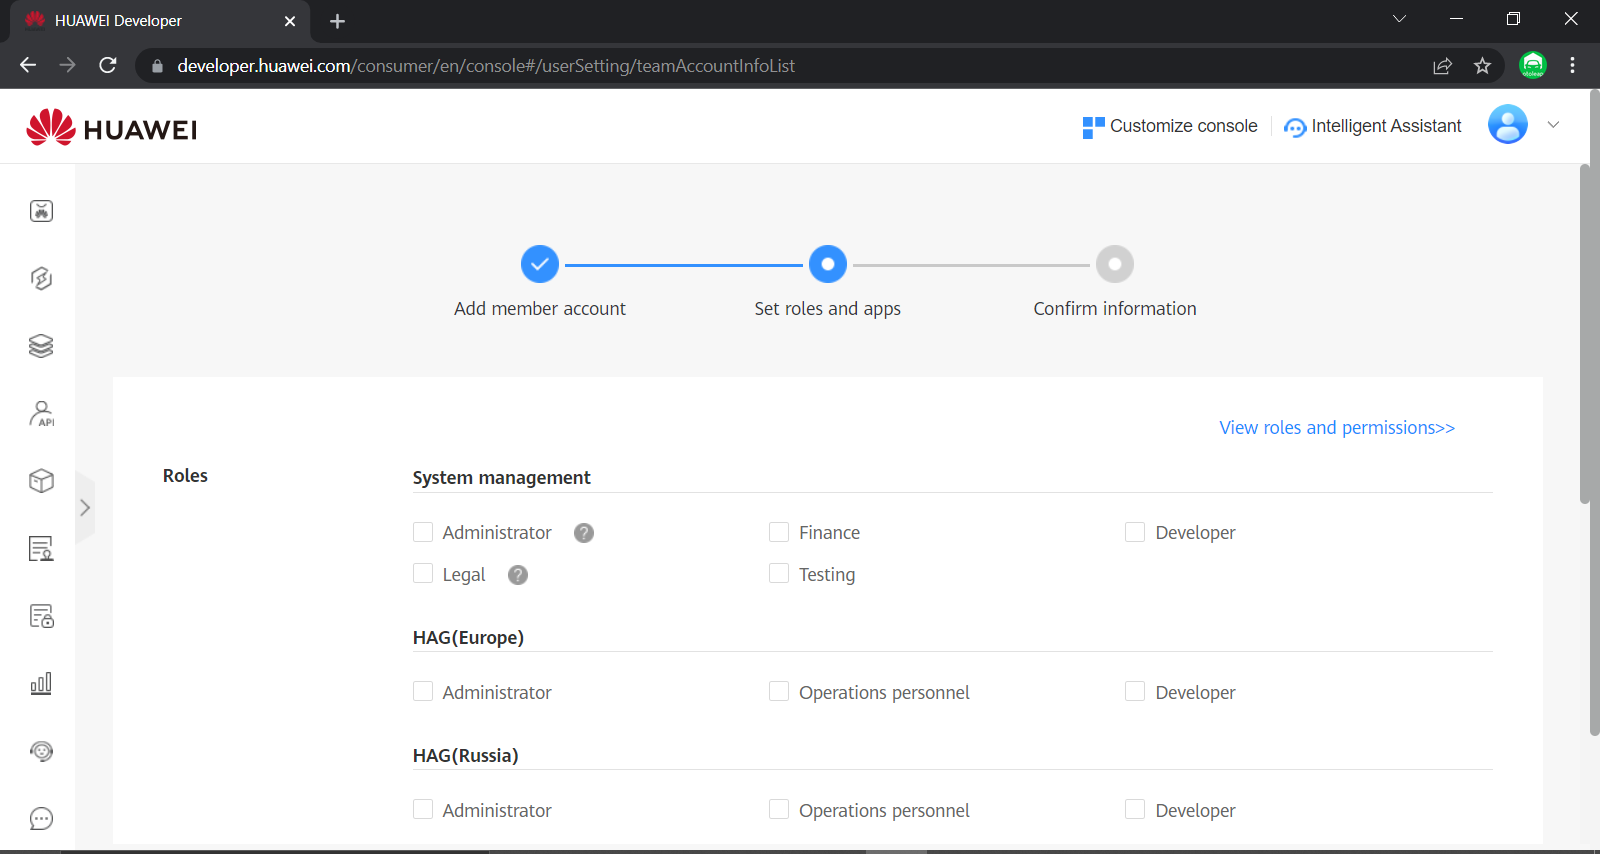 HUAWEI Developer
developer.huawei.com/consumer/en/console#/userSetting/teamAccountInfoList
HUAWEI
Customize console
Intelligent Assistant
Add member account
Set roles and apps
Confirm information
View roles and permissions>>
Roles
System management
Administrator ?
Finance
Developer
Legal ?
Testing
HAG(Europe)
Administrator
Operations personnel
Developer
HAG(Russia)
Administrator
Operations personnel
Developer
API